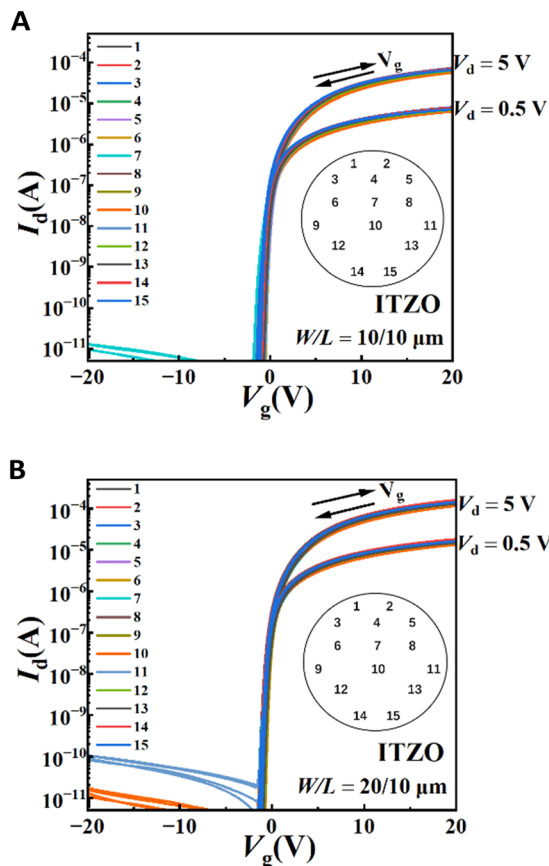 A
10⁻⁴
10⁻⁵
10⁻⁶
10⁻⁷
10⁻⁸
10⁻⁹
10⁻¹⁰
10⁻¹¹
I_d(A)
1
2
3
4
5
6
7
8
9
10
11
12
13
14
15
V_g
V_d = 5 V
V_d = 0.5 V
1 2
3 4 5
6 7 8
9 10 11
12 13
14 15
ITZO
W/L = 10/10 μm
−20 −10 0 10 20
V_g(V)
B
10⁻⁴
10⁻⁵
10⁻⁶
10⁻⁷
10⁻⁸
10⁻⁹
10⁻¹⁰
10⁻¹¹
I_d(A)
1
2
3
4
5
6
7
8
9
10
11
12
13
14
15
V_g
V_d = 5 V
V_d = 0.5 V
1 2
3 4 5
6 7 8
9 10 11
12 13
14 15
ITZO
W/L = 20/10 μm
−20 −10 0 10 20
V_g(V)